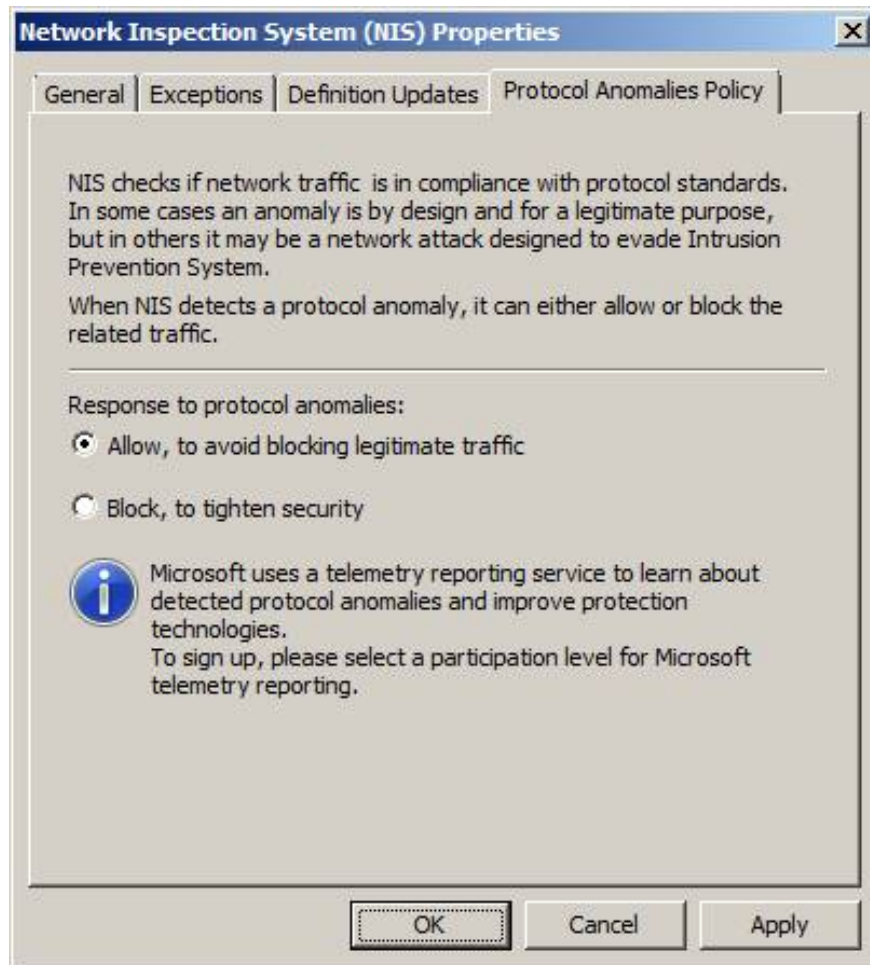 Network Inspection System (NIS) Properties
General Exceptions Definition Updates Protocol Anomalies Policy
NIS checks if network traffic is in compliance with protocol standards.
In some cases an anomaly is by design and for a legitimate purpose,
but in others it may be a network attack designed to evade Intrusion
Prevention System.
When NIS detects a protocol anomaly, it can either allow or block the
related traffic.
Response to protocol anomalies:
Allow, to avoid blocking legitimate traffic
Block, to tighten security
Microsoft uses a telemetry reporting service to learn about
detected protocol anomalies and improve protection
technologies.
To sign up, please select a participation level for Microsoft
telemetry reporting.
OK Cancel Apply